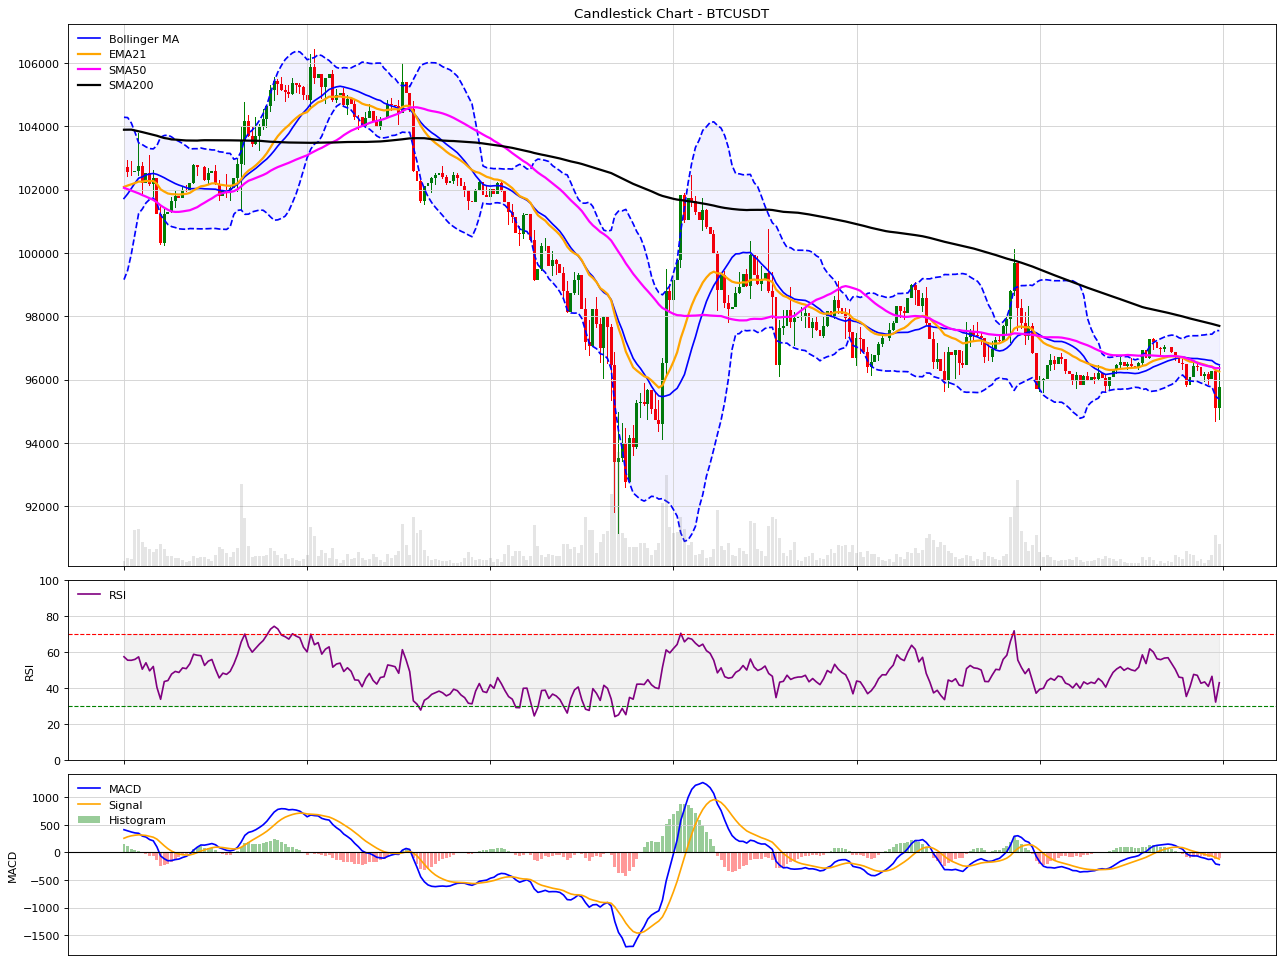 Candlestick Chart - BTCUSDT
Bollinger MA
EMA21
SMA50
SMA200
106000
104000
102000
100000
98000
96000
94000
92000
RSI
100
80
60
40
20
0
RSI
MACD
Signal
Histogram
1000
500
0
−500
−1000
−1500
MACD